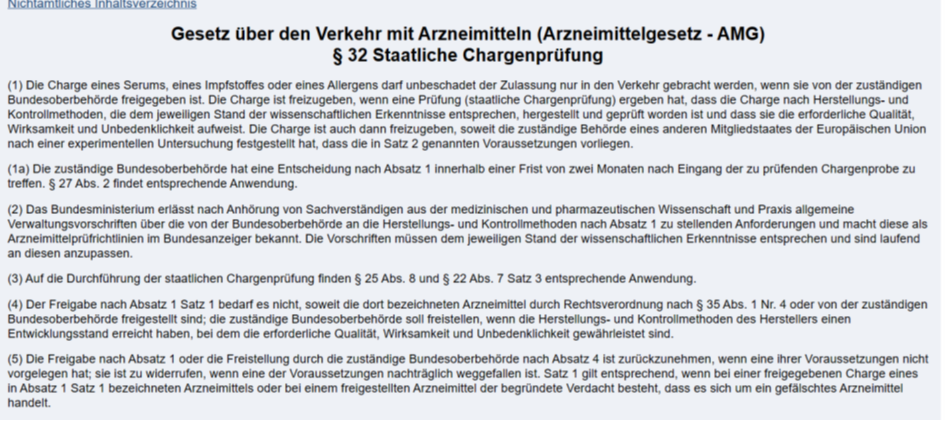 Nichtamtliches Inhaltsverzeichnis
Gesetz über den Verkehr mit Arzneimitteln (Arzneimittelgesetz - AMG)
§ 32 Staatliche Chargenprüfung
(1) Die Charge eines Serums, eines Impfstoffes oder eines Allergens darf unbeschadet der Zulassung nur in den Verkehr gebracht werden, wenn sie von der zuständigen
Bundesoberbehörde freigegeben ist. Die Charge ist freizugeben, wenn eine Prüfung (staatliche Chargenprüfung) ergeben hat, dass die Charge nach Herstellungs- und
Kontrollmethoden, die dem jeweiligen Stand der wissenschaftlichen Erkenntnisse entsprechen, hergestellt und geprüft worden ist und dass sie die erforderliche Qualität,
Wirksamkeit und Unbedenklichkeit aufweist. Die Charge ist auch dann freizugeben, soweit die zuständige Behörde eines anderen Mitgliedstaates der Europäischen Union
nach einer experimentellen Untersuchung festgestellt hat, dass die in Satz 2 genannten Voraussetzungen vorliegen.
(1a) Die zuständige Bundesoberbehörde hat eine Entscheidung nach Absatz 1 innerhalb einer Frist von zwei Monaten nach Eingang der zu prüfenden Chargenprobe zu
treffen. § 27 Abs. 2 findet entsprechende Anwendung.
(2) Das Bundesministerium erlässt nach Anhörung von Sachverständigen aus der medizinischen und pharmazeutischen Wissenschaft und Praxis allgemeine
Verwaltungsvorschriften über die von der Bundesoberbehörde an die Herstellungs- und Kontrollmethoden nach Absatz 1 zu stellenden Anforderungen und macht diese als
Arzneimittelprüfrichtlinien im Bundesanzeiger bekannt. Die Vorschriften müssen dem jeweiligen Stand der wissenschaftlichen Erkenntnisse entsprechen und sind laufend
an diesen anzupassen.
(3) Auf die Durchführung der staatlichen Chargenprüfung finden § 25 Abs. 8 und § 22 Abs. 7 Satz 3 entsprechende Anwendung.
(4) Der Freigabe nach Absatz 1 Satz 1 bedarf es nicht, soweit die dort bezeichneten Arzneimittel durch Rechtsverordnung nach § 35 Abs. 1 Nr. 4 oder von der zuständigen
Bundesoberbehörde freigestellt sind; die zuständige Bundesoberbehörde soll freistellen, wenn die Herstellungs- und Kontrollmethoden des Herstellers einen
Entwicklungsstand erreicht haben, bei dem die erforderliche Qualität, Wirksamkeit und Unbedenklichkeit gewährleistet sind.
(5) Die Freigabe nach Absatz 1 oder die Freistellung durch die zuständige Bundesoberbehörde nach Absatz 4 ist zurückzunehmen, wenn eine ihrer Voraussetzungen nicht
vorgelegen hat; sie ist zu widerrufen, wenn eine der Voraussetzungen nachträglich weggefallen ist. Satz 1 gilt entsprechend, wenn bei einer freigegebenen Charge eines
in Absatz 1 Satz 1 bezeichneten Arzneimittels oder bei einem freigestellten Arzneimittel der begründete Verdacht besteht, dass es sich um ein gefälschtes Arzneimittel
handelt.